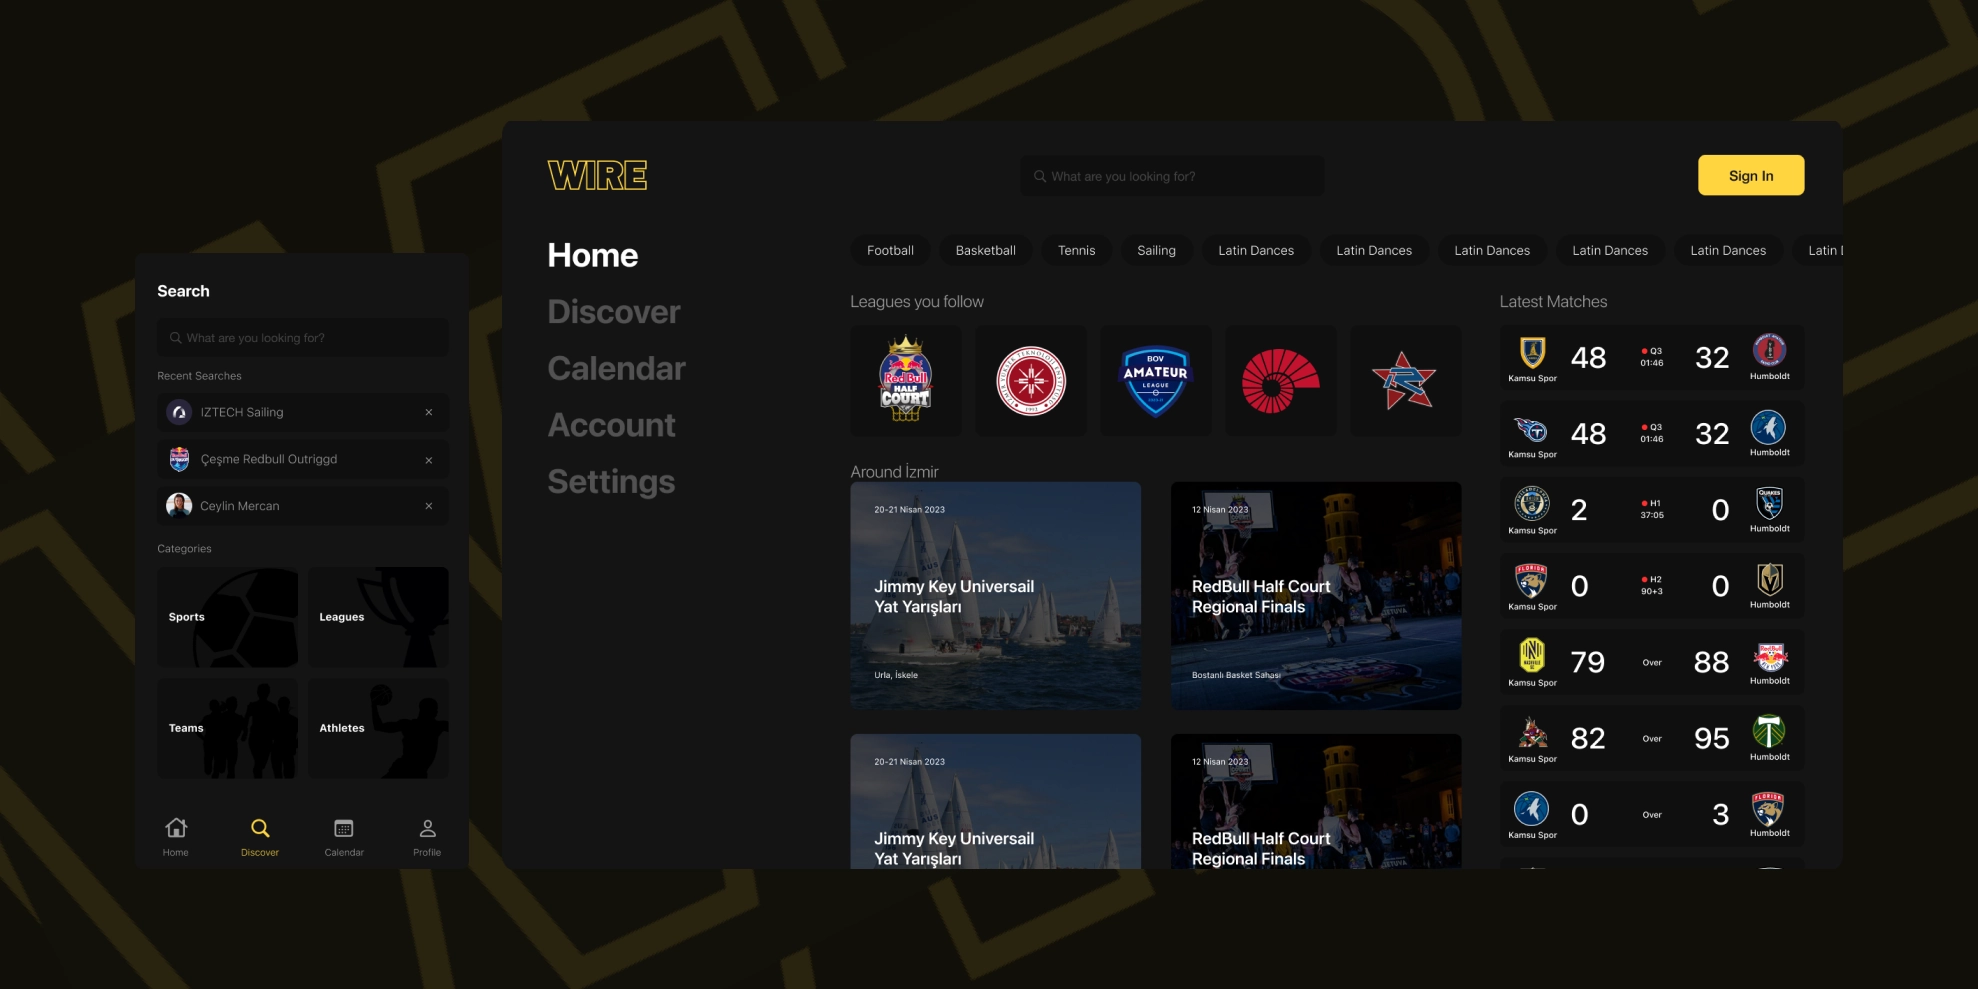 Search
What are you looking for?
Recent Searches
IZTECH Sailing
Çeşme Redbull Outriggd
Ceylin Mercan
Categories
Sports
Leagues
Teams
Athletes
Home
Discover
Calendar
Profile
WIRE
What are you looking for?
Sign In
Home
Discover
Calendar
Account
Settings
Football
Basketball
Tennis
Sailing
Latin Dances
Latin Dances
Latin Dances
Latin Dances
Latin Dances
Latin
Leagues you follow
Red Bull
HALF
COURT
1992
BOV
AMATEUR
LEAGUE
Around İzmir
20-21 Nisan 2023
Jimmy Key Universail
Yat Yarışları
Urla, İskele
12 Nisan 2023
RedBull Half Court
Regional Finals
Bostanlı Basket Sahası
20-21 Nisan 2023
Jimmy Key Universail
Yat Yarışları
12 Nisan 2023
RedBull Half Court
Regional Finals
Latest Matches
Kamsu Spor
48
Q3
01:46
32
Humboldt
Kamsu Spor
48
Q3
01:46
32
Humboldt
Kamsu Spor
2
H1
37:05
0
QUAKES
Humboldt
FLORIDA
Kamsu Spor
0
H2
90+3
0
Humboldt
Kamsu Spor
79
Over
88
Red Bull
Humboldt
Kamsu Spor
82
Over
95
Humboldt
Kamsu Spor
0
Over
3
FLORIDA
Humboldt